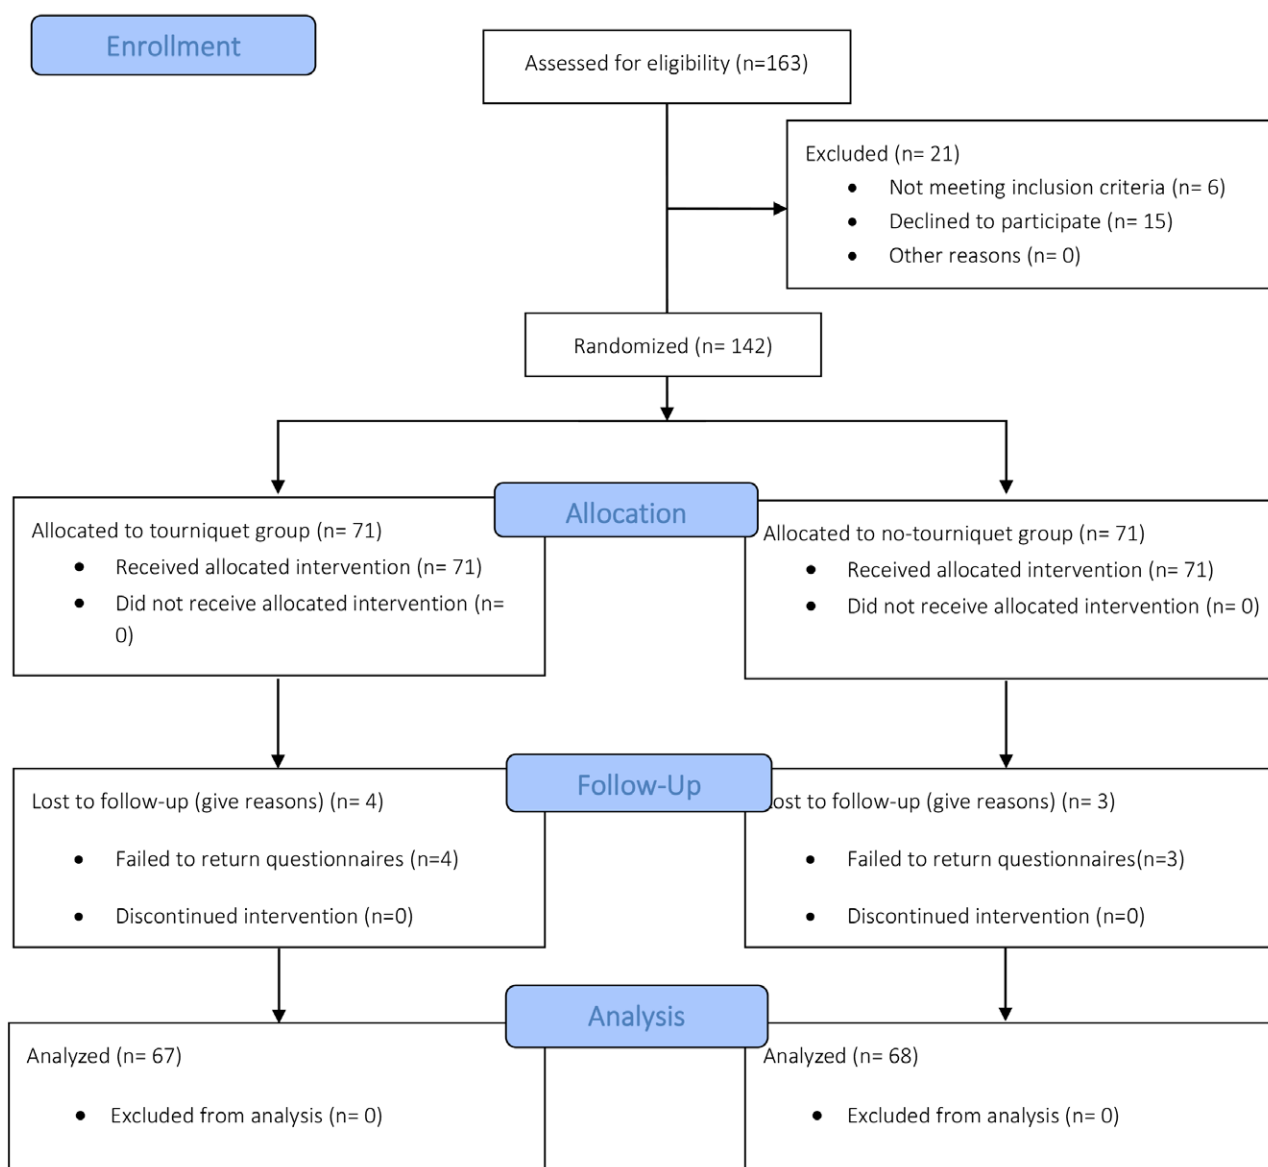 Enrollment
Assessed for eligibility (n=163)
Excluded (n= 21)
• Not meeting inclusion criteria (n= 6)
• Declined to participate (n= 15)
• Other reasons (n= 0)
Randomized (n= 142)
Allocation
Allocated to tourniquet group (n= 71)
• Received allocated intervention (n= 71)
• Did not receive allocated intervention (n=
0)
Allocated to no-tourniquet group (n= 71)
• Received allocated intervention (n= 71)
• Did not receive allocated intervention (n= 0)
Follow-Up
Lost to follow-up (give reasons) (n= 4)
• Failed to return questionnaires (n=4)
• Discontinued intervention (n=0)
ost to follow-up (give reasons) (n= 3)
• Failed to return questionnaires(n=3)
• Discontinued intervention (n=0)
Analysis
Analyzed (n= 67)
• Excluded from analysis (n= 0)
Analyzed (n= 68)
• Excluded from analysis (n= 0)